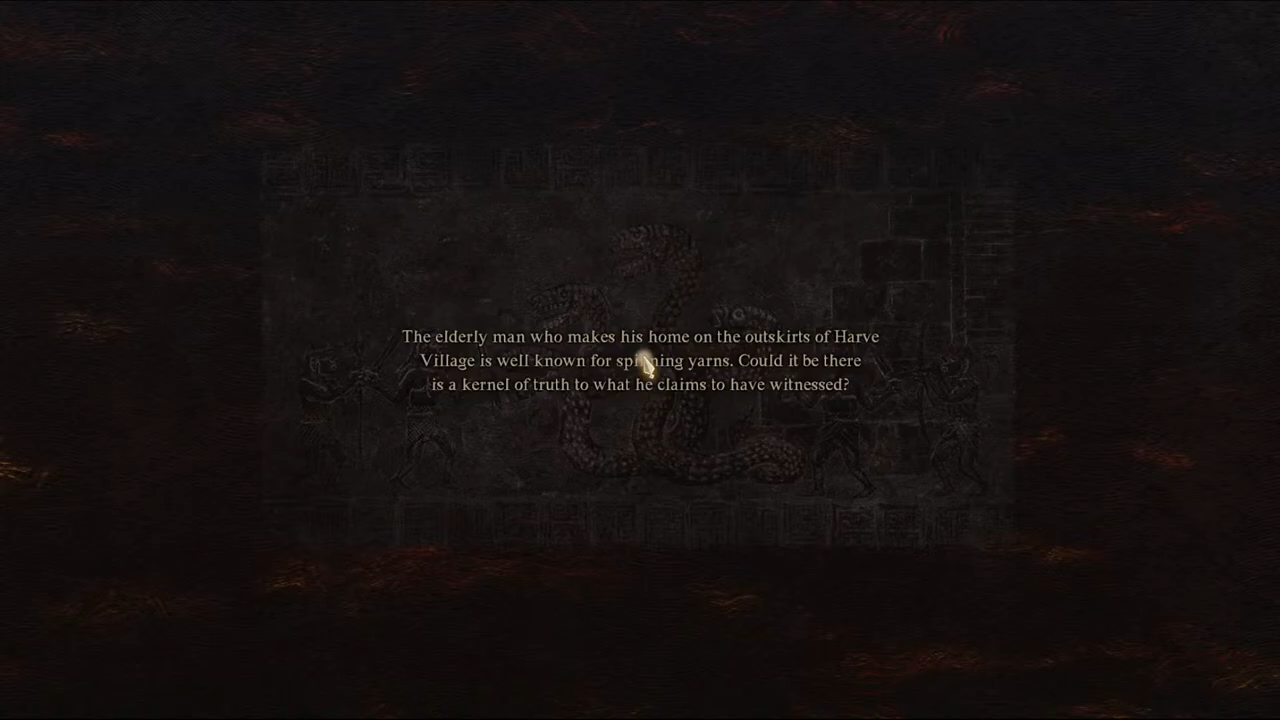 The elderly man who makes his home on the outskirts of Harve
Village is well known for spinning yarns. Could it be there
is a kernel of truth to what he claims to have witnessed?